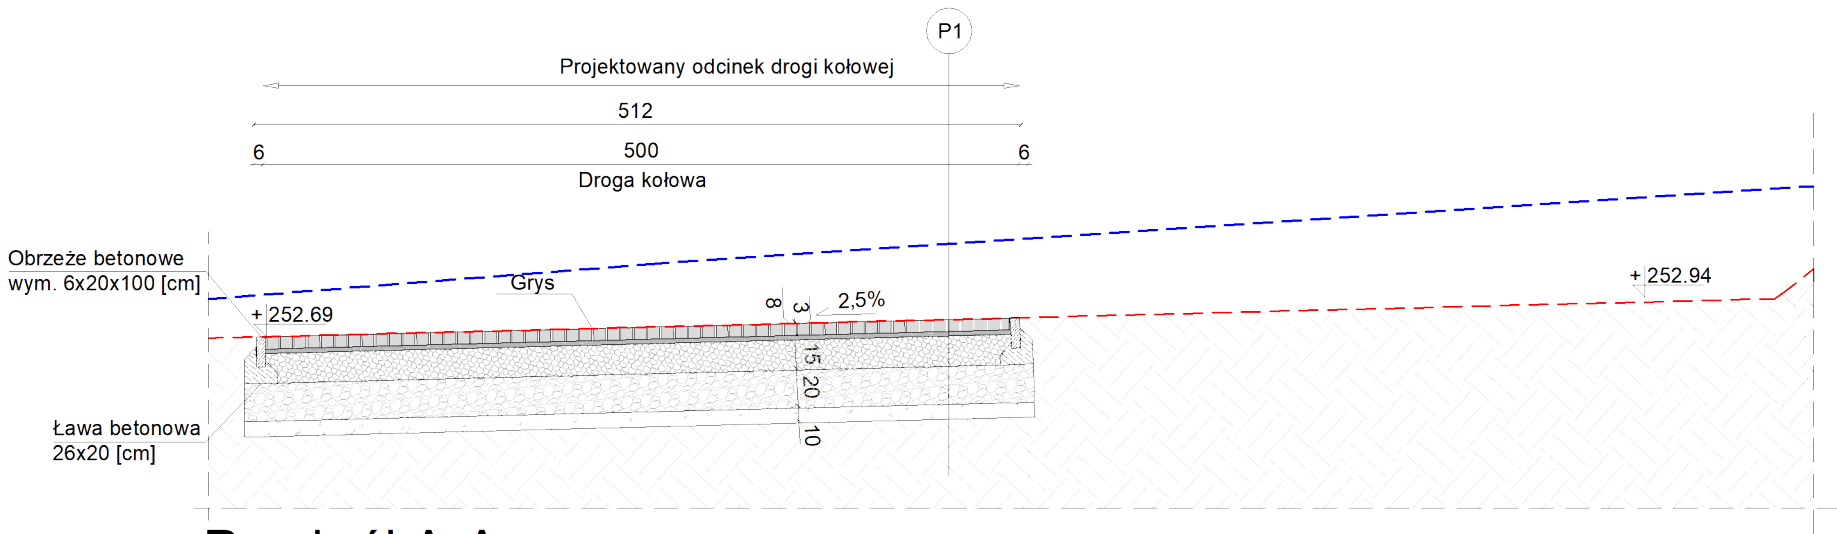 P1
Projektowany odcinek drogi kołowej
512
6 500 6
Droga kołowa
Obrzeże betonowe
wym. 6x20x100 [cm]
Grys
+252.69
8 3 2,5%
+252.94
15
20
10
Ława betonowa
26x20 [cm]